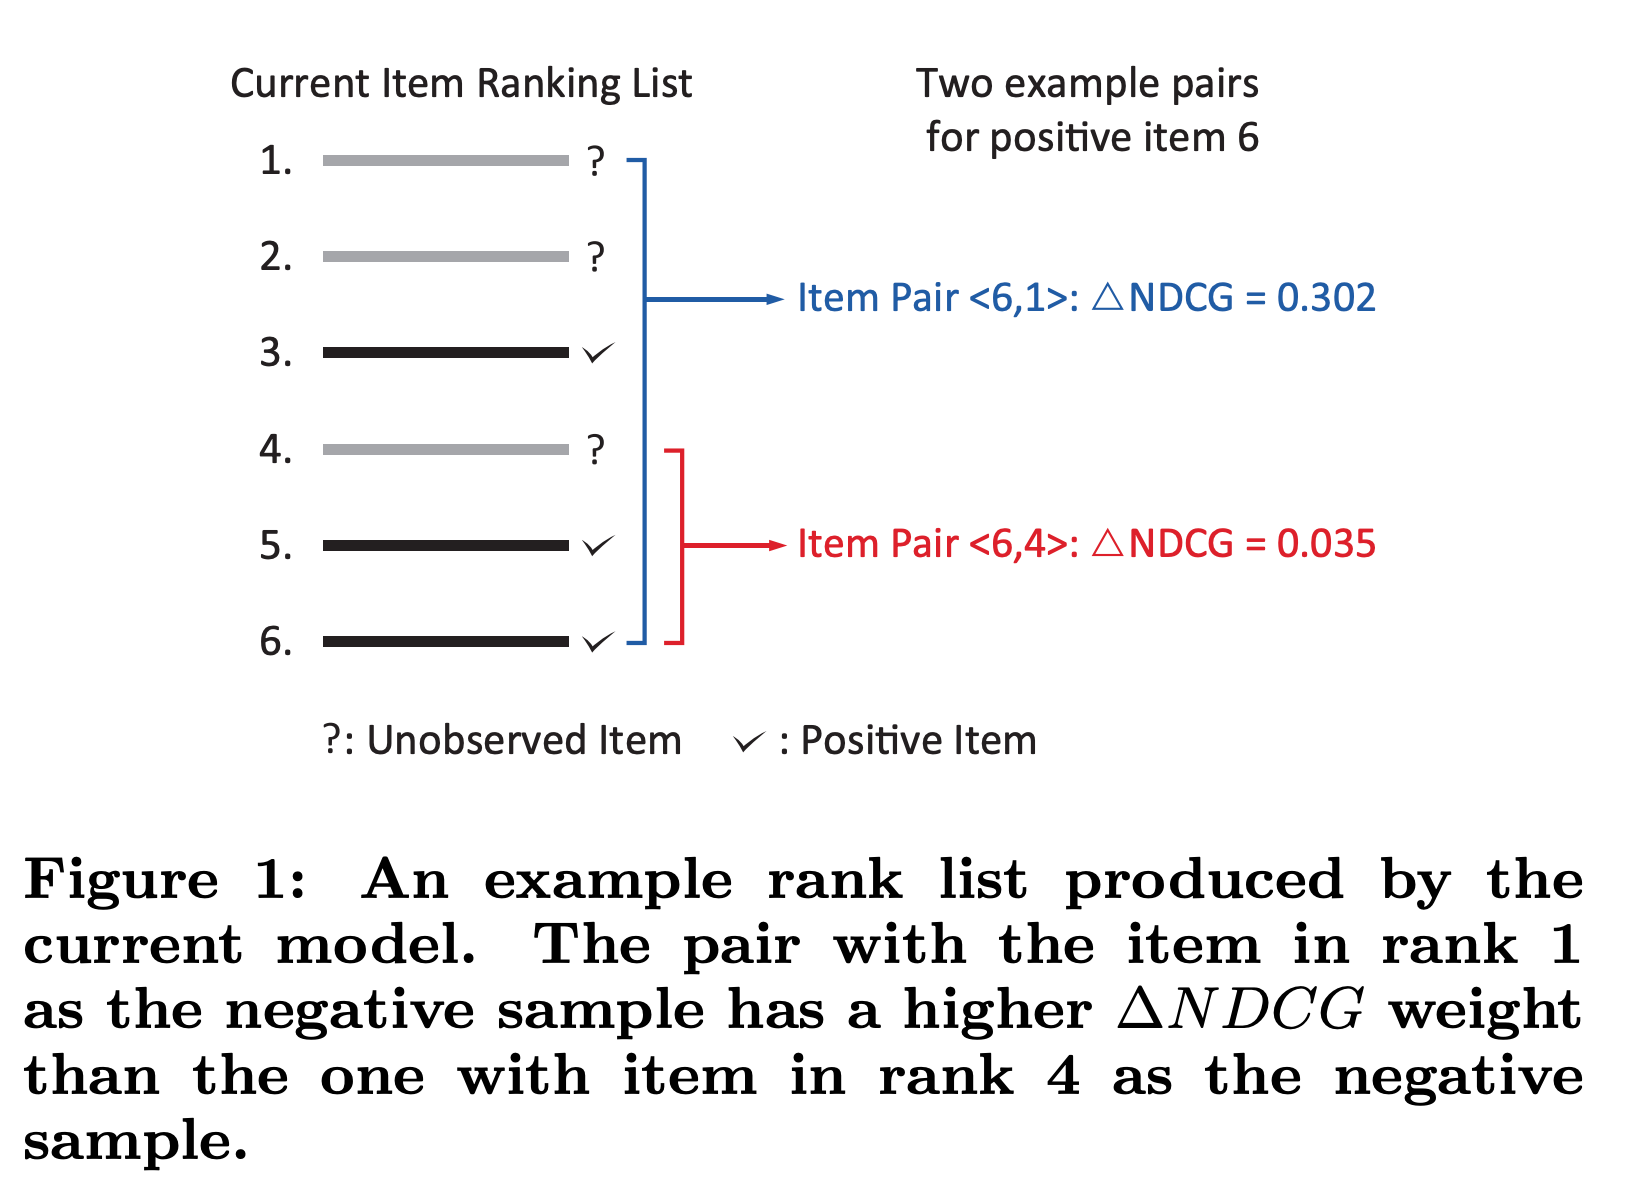 Current Item Ranking List
Two example pairs
for positive item 6
1. ?
2. ?
3. ✓
4. ?
5. ✓
6. ✓
Item Pair <6,1>: △NDCG = 0.302
Item Pair <6,4>: △NDCG = 0.035
?: Unobserved Item ✓ : Positive Item
Figure 1: An example rank list produced by the
current model. The pair with the item in rank 1
as the negative sample has a higher ΔNDCG weight
than the one with item in rank 4 as the negative
sample.